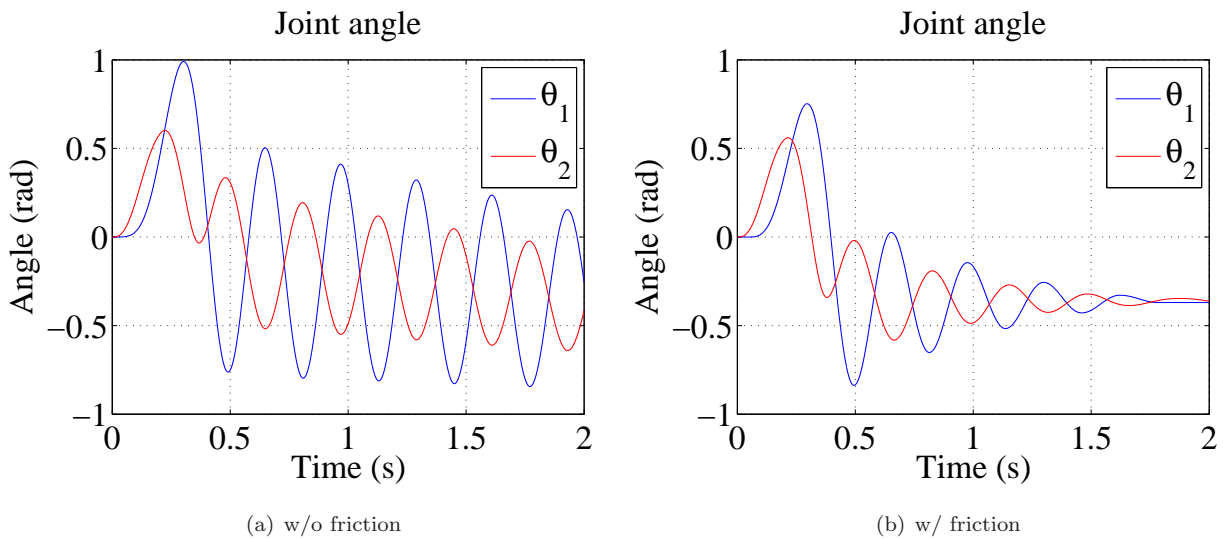 Joint angle
1
0.5
0
−0.5
−1
Angle (rad)
0
0.5
1
1.5
2
Time (s)
θ1
θ2
(a) w/o friction
Joint angle
1
0.5
0
−0.5
−1
Angle (rad)
0
0.5
1
1.5
2
Time (s)
θ1
θ2
(b) w/ friction